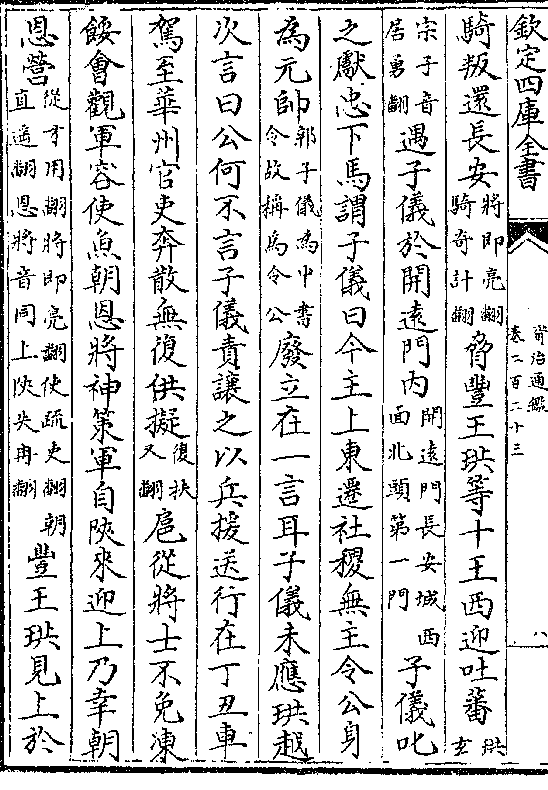 欽定四庫全書
資治通鑑
卷二百二十三
八
騎叛還長安將即亮翻騎奇計翻脅豐王珙等十王西迎吐蕃珙玄
宗子音居勇翻遇子儀於開遠門內開遠門長安城西面北頭第一門子儀叱
之獻忠下馬謂子儀曰今主上東遷社稷無主令公身
為元帥郭子儀為中書令故稱為令公廢立在一言耳子儀未應珙越
次言曰公何不言子儀責讓之以兵援送行在丁丑車
駕至華州官吏奔散無復供擬復扶又翻扈從將士不免凍
餒會觀軍容使魚朝恩將神策軍自陜來迎上乃幸朝
恩營從才用翻將即亮翻使疏吏翻朝直遥翻恩將音同上陜失冉翻豐王珙見上於